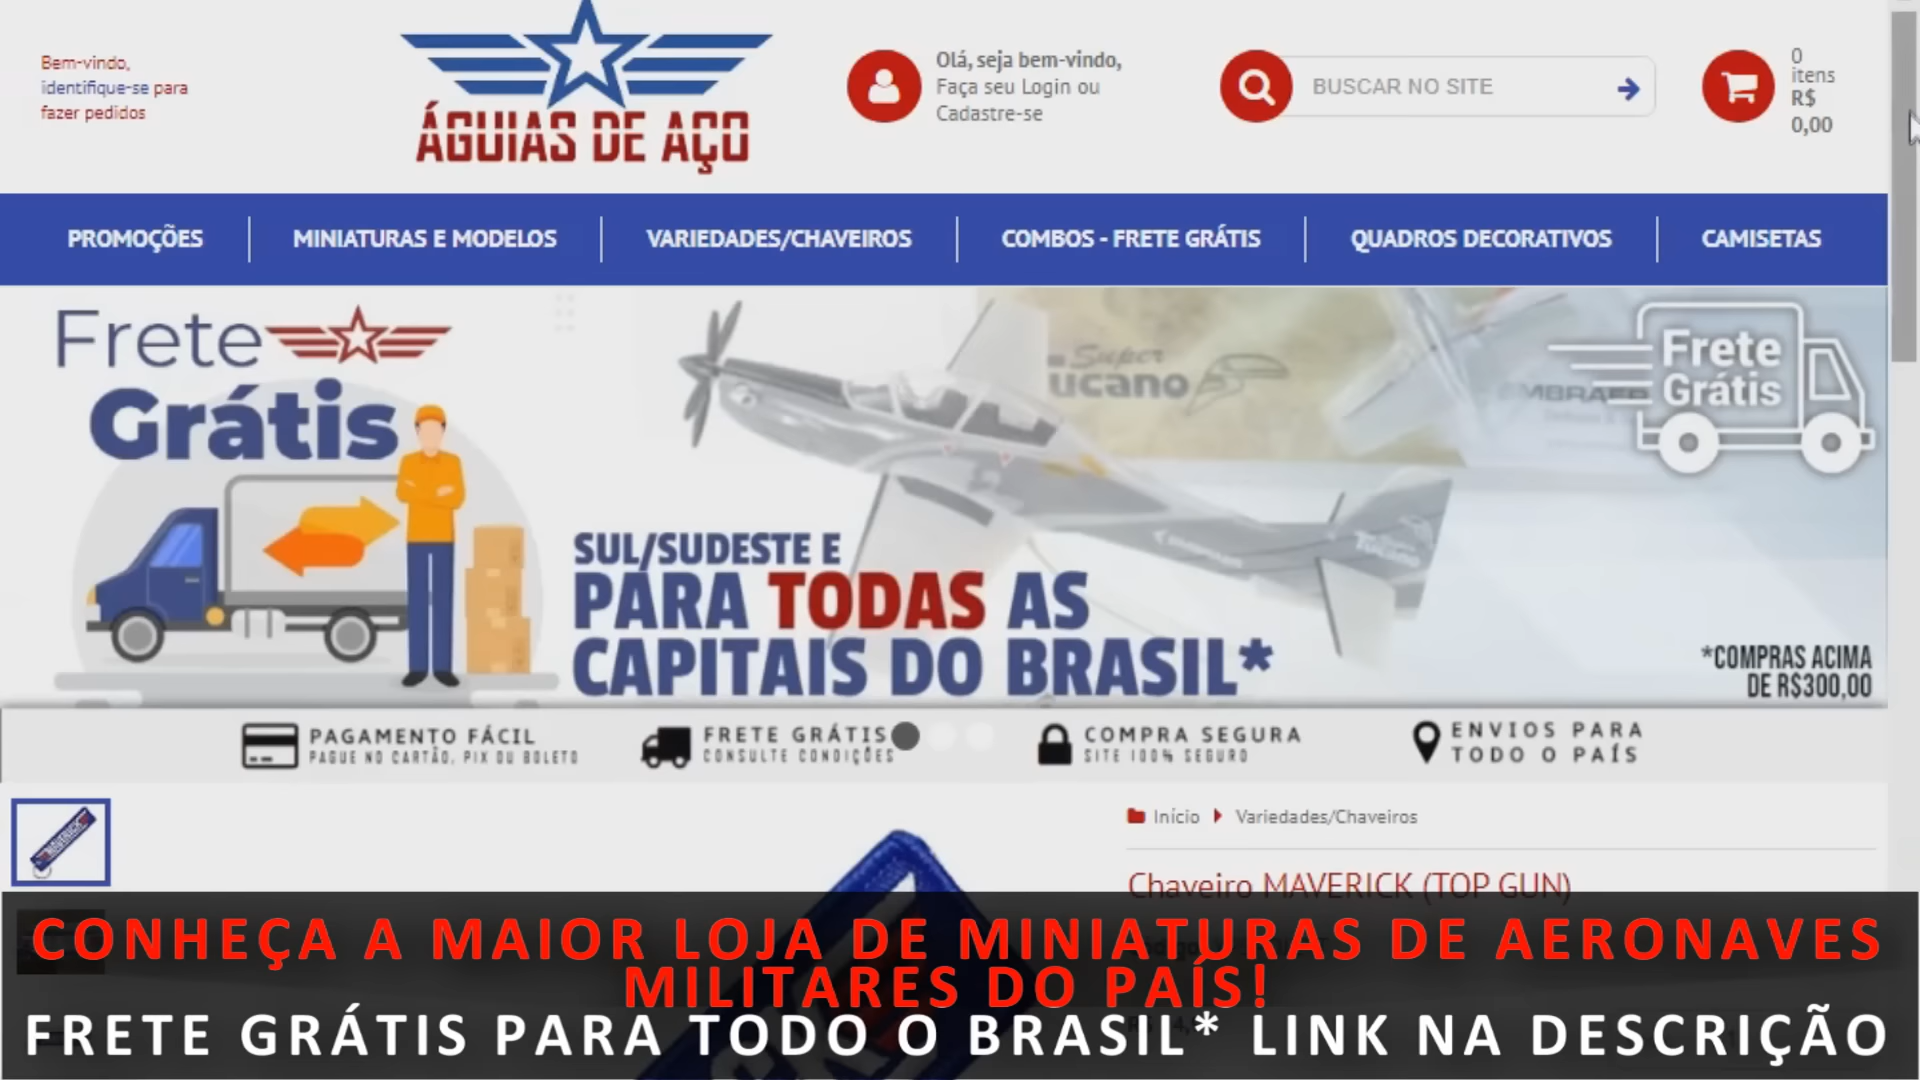 Bem-vindo,
identifique-se para
fazer pedidos
ÁGUIAS DE AÇO
Olá, seja bem-vindo,
Faça seu Login ou
Cadastre-se
BUSCAR NO SITE
0
itens
R$
0,00
PROMOÇÕES
MINIATURAS E MODELOS
VARIEDADES/CHAVEIROS
COMBOS - FRETE GRÁTIS
QUADROS DECORATIVOS
CAMISETAS
Frete
Grátis
Super
ucano
EMBRAER
Frete
Grátis
SUL/SUDESTE E
PARA TODAS AS
CAPITAIS DO BRASIL*
*COMPRAS ACIMA
DE R$300,00
PAGAMENTO FÁCIL
PAGUE NO CARTÃO, PIX OU BOLETO
FRETE GRÁTIS
CONSULTE CONDIÇÕES
COMPRA SEGURA
SITE 100% SEGURO
ENVIOS PARA
TODO O PAÍS
MAVERICK
Início Variedades/Chaveiros
Chaveiro MAVERICK (TOP GUN)
CONHEÇA A MAIOR LOJA DE MINIATURAS DE AERONAVES
MILITARES DO PAÍS!
FRETE GRÁTIS PARA TODO O BRASIL* LINK NA DESCRIÇÃO